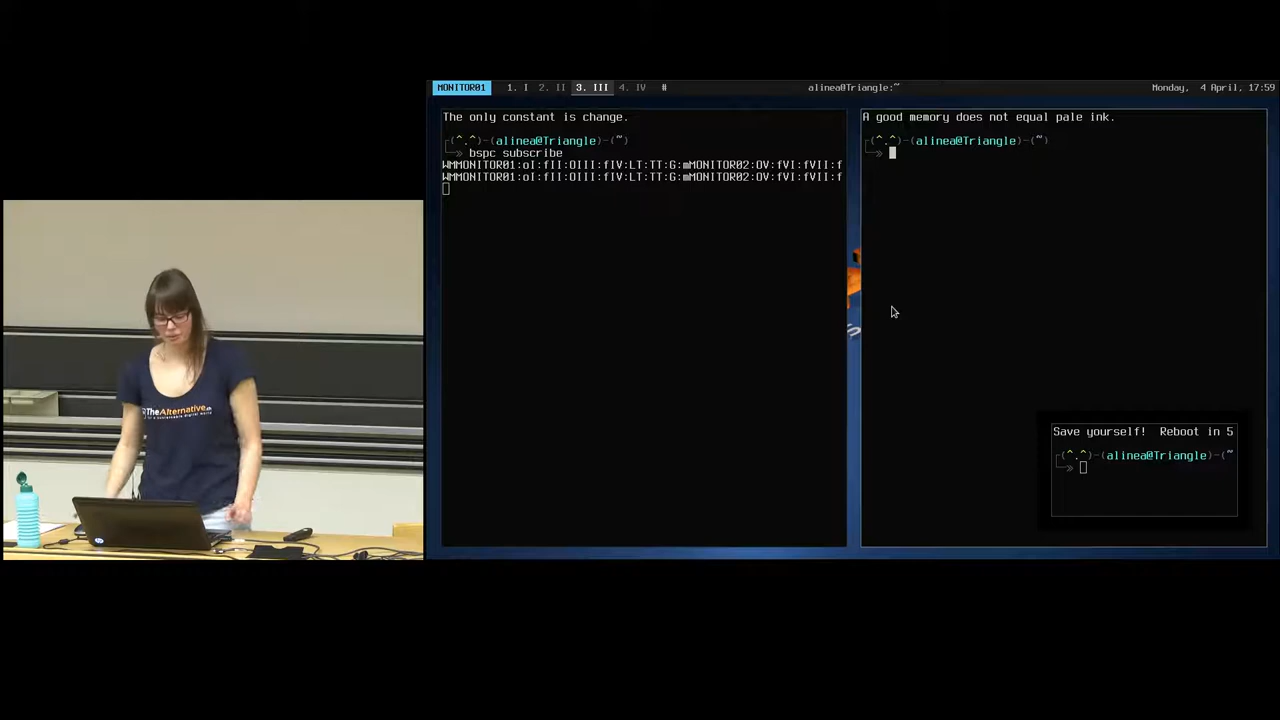 MONITOR01 1. I 2. II 3. III 4. IV # alinea@Triangle:~ Monday, 4 April, 17:59
The only constant is change.
┌─(^.^)─(alinea@Triangle)─(~)
└─» bspc subscribe
WMMONITOR01:oI:fII:OIII:fIV:LT:TT:G:mMONITOR02:OV:fVI:fVII:f
WMMONITOR01:oI:fII:OIII:fIV:LT:TT:G:mMONITOR02:OV:fVI:fVII:f
A good memory does not equal pale ink.
┌─(^.^)─(alinea@Triangle)─(~)
└─»
Save yourself! Reboot in 5
┌─(^.^)─(alinea@Triangle)─(~
└─»
TheAlternative.ch